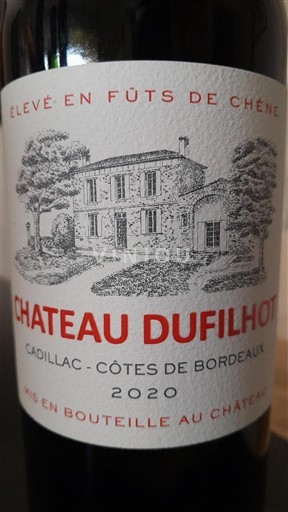 ÉLEVÉ EN FÛTS DE CHÊNE
CHATEAU DUFILHOT
CADILLAC - CÔTES DE BORDEAUX
2020
MIS EN BOUTEILLE AU CHÂTEAU